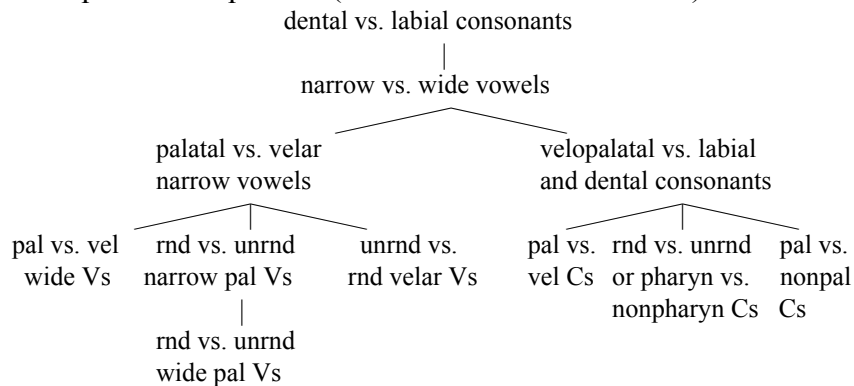 dental vs. labial consonants
narrow vs. wide vowels
palatal vs. velar
narrow vowels
velopalatal vs. labial
and dental consonants
pal vs. vel
wide Vs
rnd vs. unrnd
narrow pal Vs
unrnd vs.
rnd velar Vs
pal vs.
vel Cs
rnd vs. unrnd
or pharyn vs.
nonpharyn Cs
pal vs.
nonpal
Cs
rnd vs. unrnd
wide pal Vs